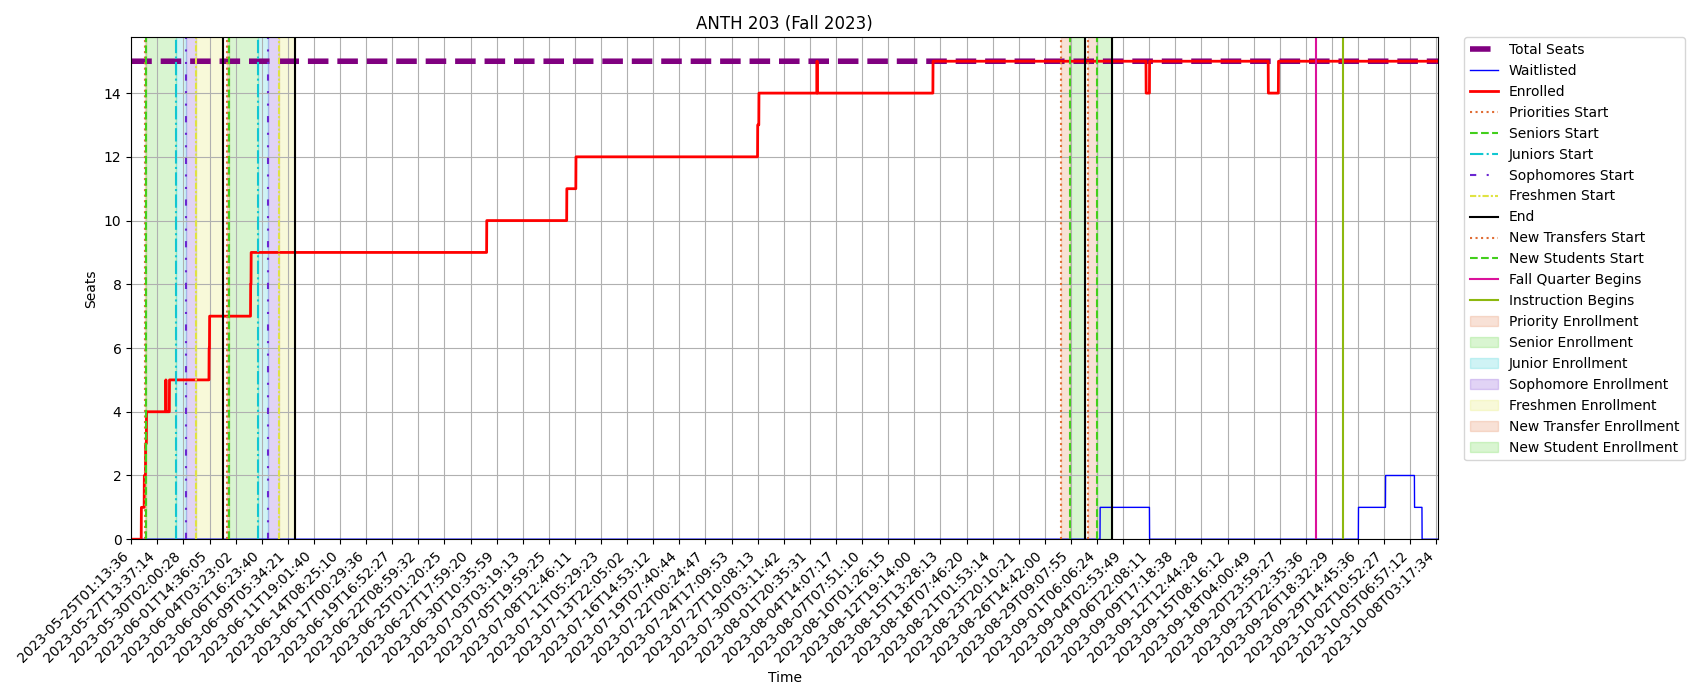 ANTH 203 (Fall 2023)
Seats
14
12
10
8
6
4
2
0
2023-05-25T01:13:36
2023-05-27T13:37:14
2023-05-30T02:00:28
2023-06-01T14:36:05
2023-06-04T03:23:02
2023-06-06T16:23:40
2023-06-09T05:34:21
2023-06-11T19:01:40
2023-06-14T08:25:10
2023-06-17T00:29:36
2023-06-19T16:52:27
2023-06-22T08:59:32
2023-06-25T01:20:25
2023-06-27T17:59:20
2023-06-30T10:35:59
2023-07-03T03:19:13
2023-07-05T19:59:25
2023-07-08T12:46:11
2023-07-11T05:29:23
2023-07-13T22:05:02
2023-07-16T14:53:12
2023-07-19T07:40:44
2023-07-22T00:24:47
2023-07-24T17:09:53
2023-07-27T10:08:13
2023-07-30T03:11:42
2023-08-01T20:35:31
2023-08-04T14:07:17
2023-08-07T07:51:10
2023-08-10T01:26:15
2023-08-12T19:14:00
2023-08-15T13:28:13
2023-08-18T07:46:20
2023-08-21T01:53:14
2023-08-23T20:10:21
2023-08-26T14:42:00
2023-08-29T09:07:55
2023-09-01T06:06:24
2023-09-04T02:53:49
2023-09-06T22:08:11
2023-09-09T17:18:38
2023-09-12T12:44:28
2023-09-15T08:16:12
2023-09-18T04:00:49
2023-09-20T23:59:27
2023-09-23T22:35:36
2023-09-26T18:32:29
2023-09-29T14:45:36
2023-10-02T10:52:27
2023-10-05T06:57:12
2023-10-08T03:17:34
Time
Total Seats
Waitlisted
Enrolled
Priorities Start
Seniors Start
Juniors Start
Sophomores Start
Freshmen Start
End
New Transfers Start
New Students Start
Fall Quarter Begins
Instruction Begins
Priority Enrollment
Senior Enrollment
Junior Enrollment
Sophomore Enrollment
Freshmen Enrollment
New Transfer Enrollment
New Student Enrollment